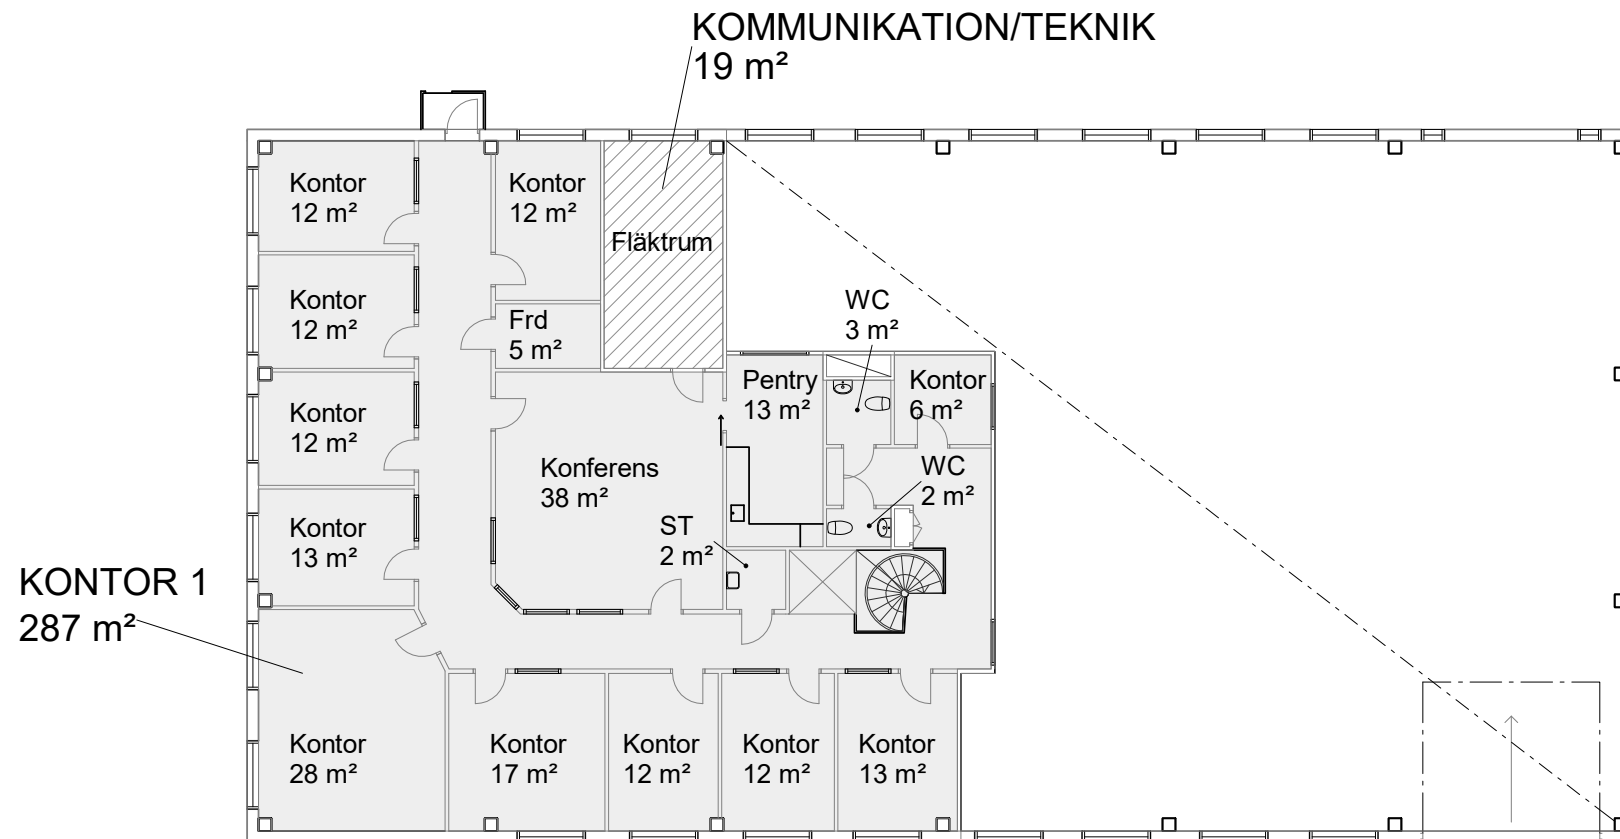 KOMMUNIKATION/TEKNIK
19 m²
Kontor
12 m²
Kontor
12 m²
Fläktrum
Kontor
12 m²
Frd
5 m²
WC
3 m²
Kontor
12 m²
Pentry
13 m²
Kontor
6 m²
Konferens
38 m²
WC
2 m²
Kontor
13 m²
ST
2 m²
KONTOR 1
287 m²
Kontor
28 m²
Kontor
17 m²
Kontor
12 m²
Kontor
12 m²
Kontor
13 m²